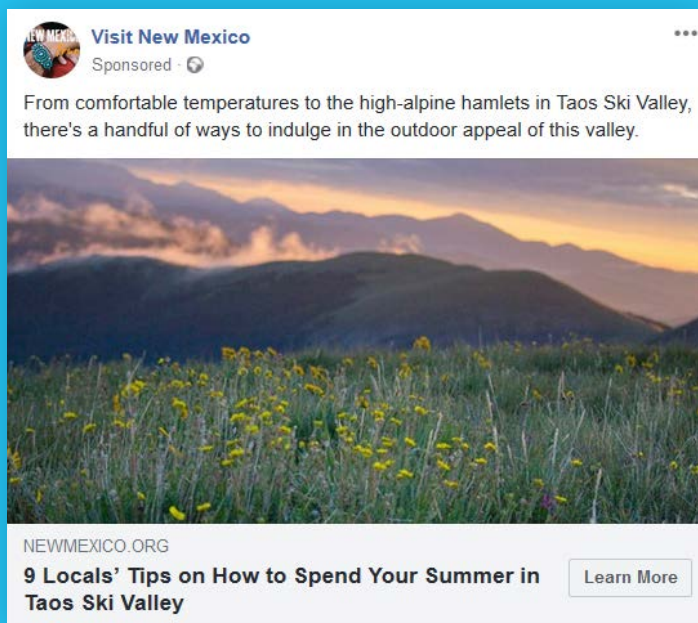 NEW MEXICO
Visit New Mexico
Sponsored ·
From comfortable temperatures to the high-alpine hamlets in Taos Ski Valley,
there's a handful of ways to indulge in the outdoor appeal of this valley.
NEWMEXICO.ORG
9 Locals’ Tips on How to Spend Your Summer in
Taos Ski Valley
Learn More